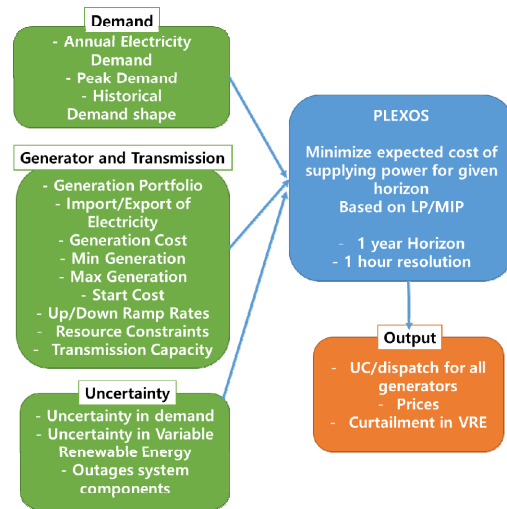 Demand
- Annual Electricity
Demand
- Peak Demand
- Historical
Demand shape
Generator and Transmission
- Generation Portfolio
- Import/Export of
Electricity
- Generation Cost
- Min Generation
- Max Generation
- Start Cost
- Up/Down Ramp Rates
- Resource Constraints
- Transmission Capacity
Uncertainty
- Uncertainty in demand
- Uncertainty in Variable
Renewable Energy
- Outages system
components
PLEXOS
Minimize expected cost of
supplying power for given
horizon
Based on LP/MIP
- 1 year Horizon
- 1 hour resolution
Output
- UC/dispatch for all
generators
- Prices
- Curtailment in VRE